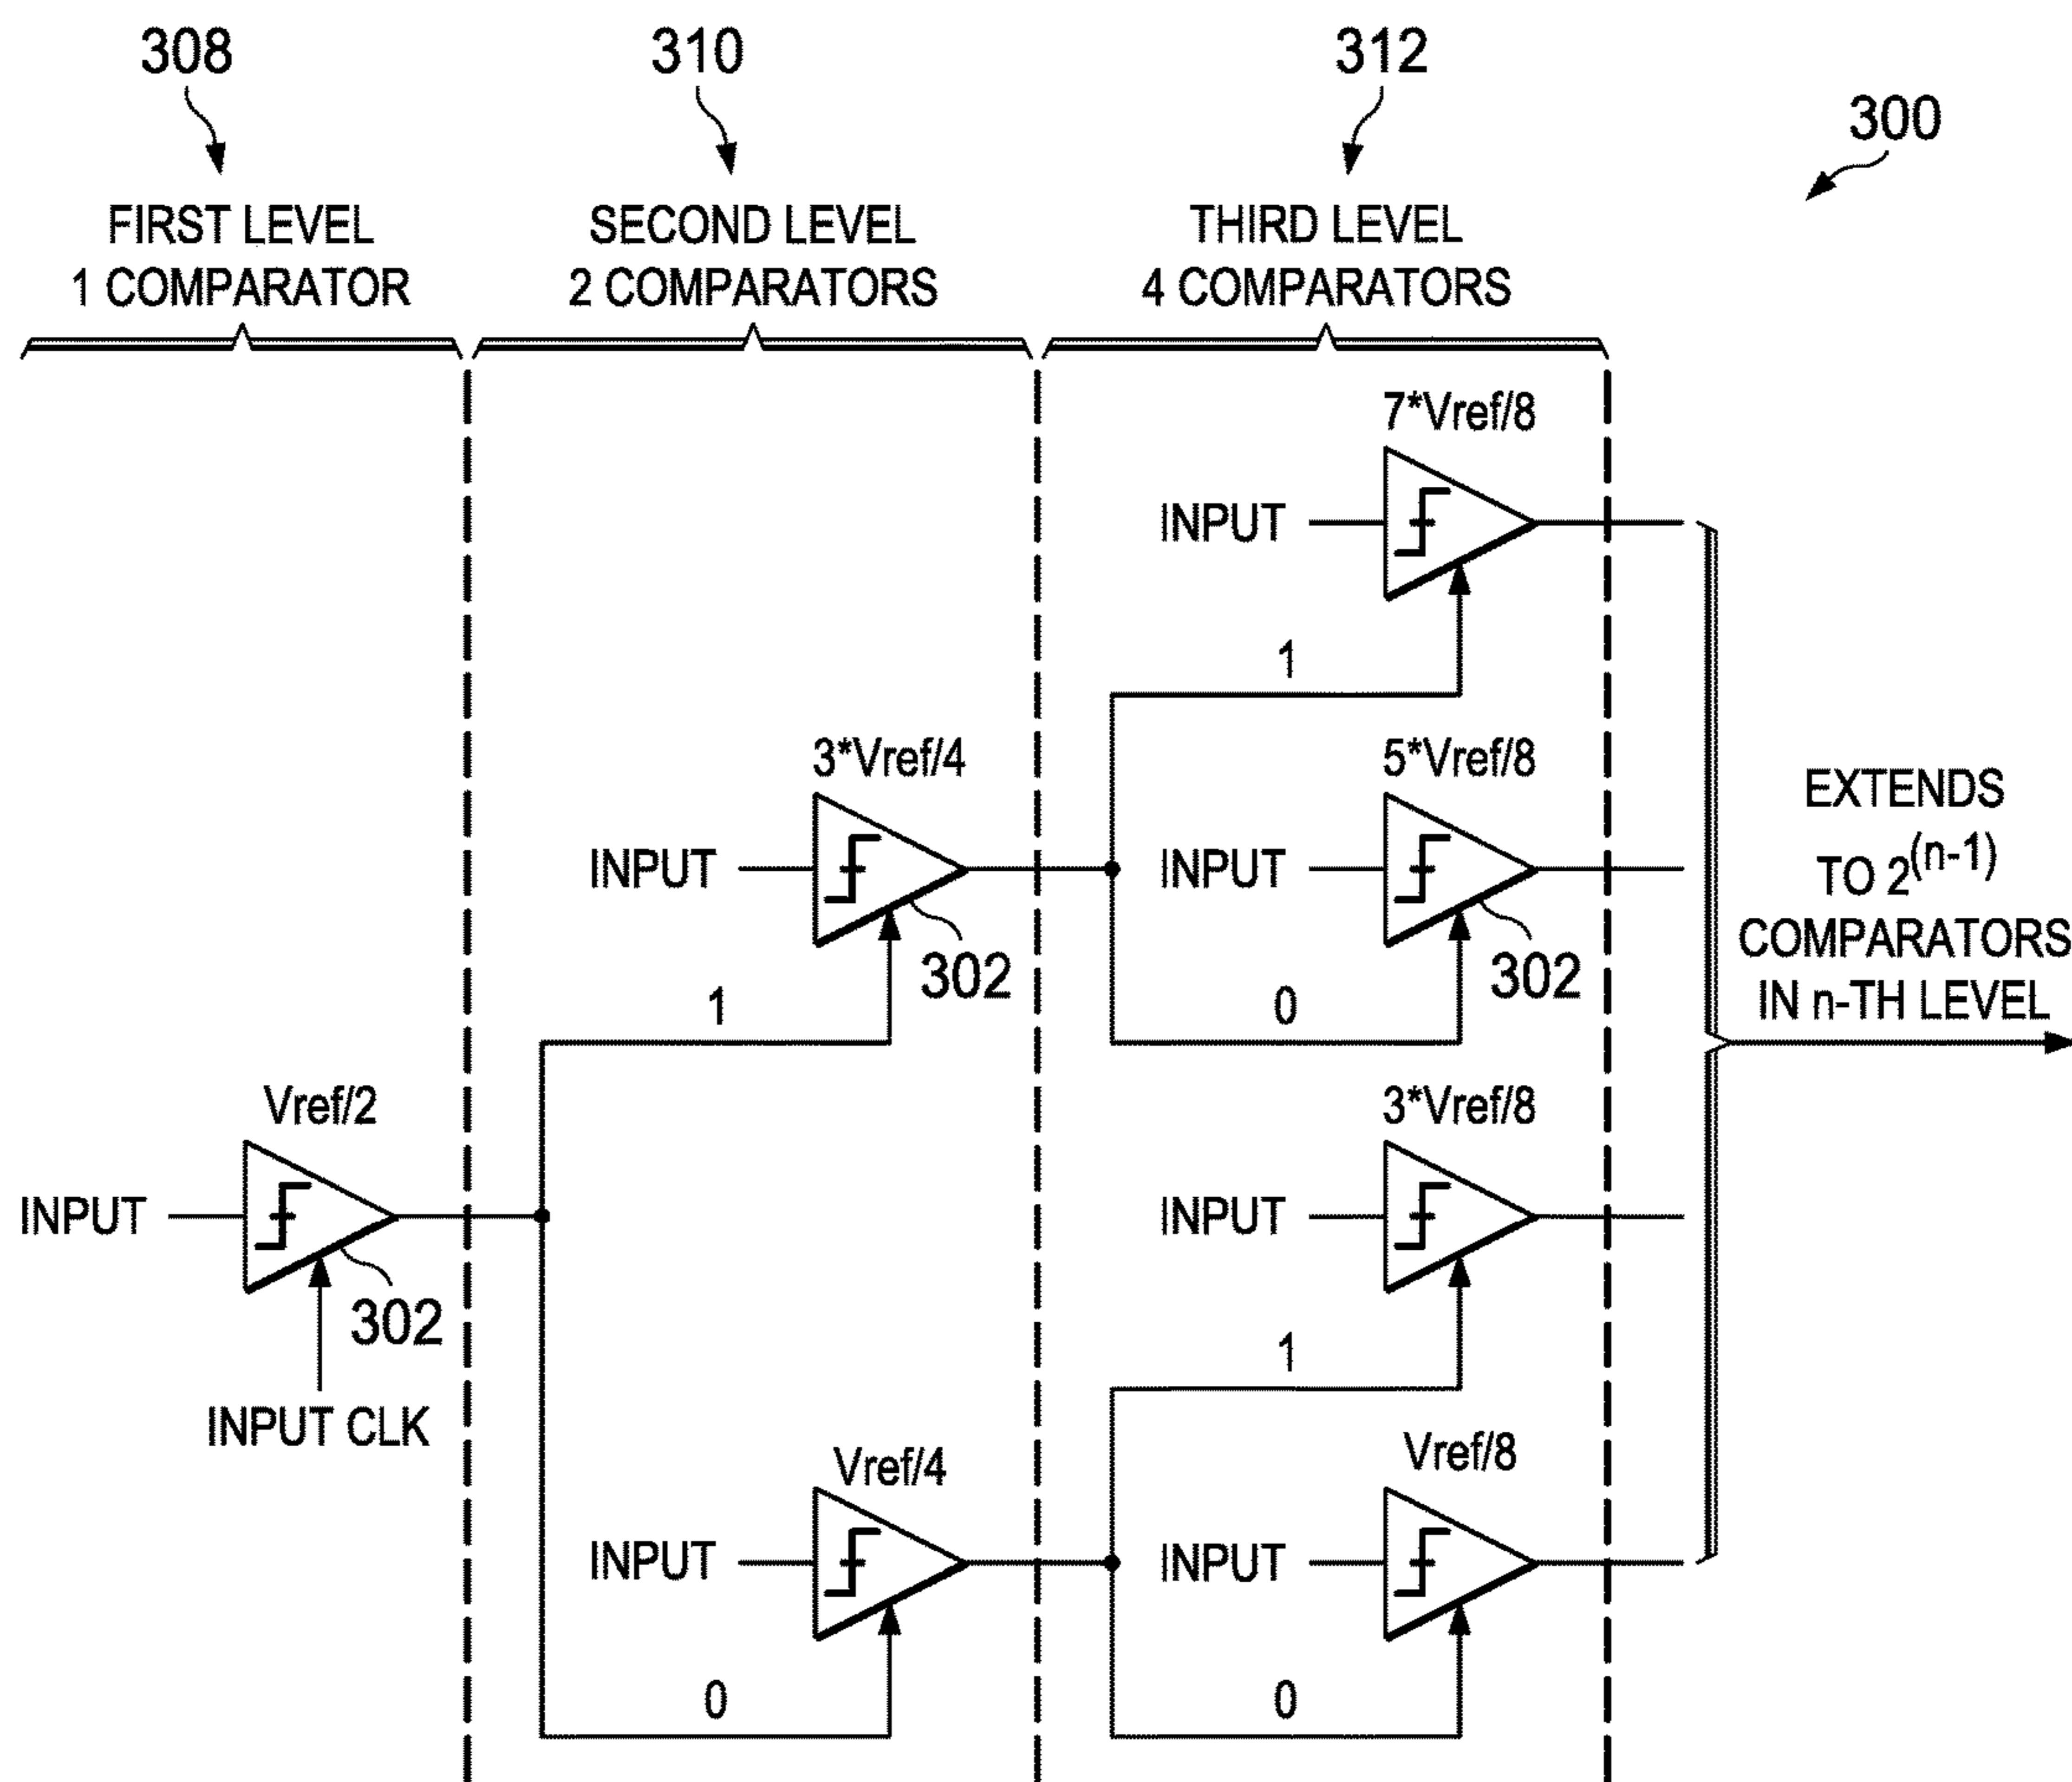 308
310
312
300
FIRST LEVEL
1 COMPARATOR
SECOND LEVEL
2 COMPARATORS
THIRD LEVEL
4 COMPARATORS
7*Vref/8
INPUT
1
3*Vref/4
5*Vref/8
INPUT
INPUT
302
302
1
0
EXTENDS
TO 2^(n-1)
COMPARATORS
IN n-TH LEVEL
Vref/2
3*Vref/8
INPUT
INPUT
302
1
INPUT CLK
Vref/4
Vref/8
INPUT
INPUT
0
0